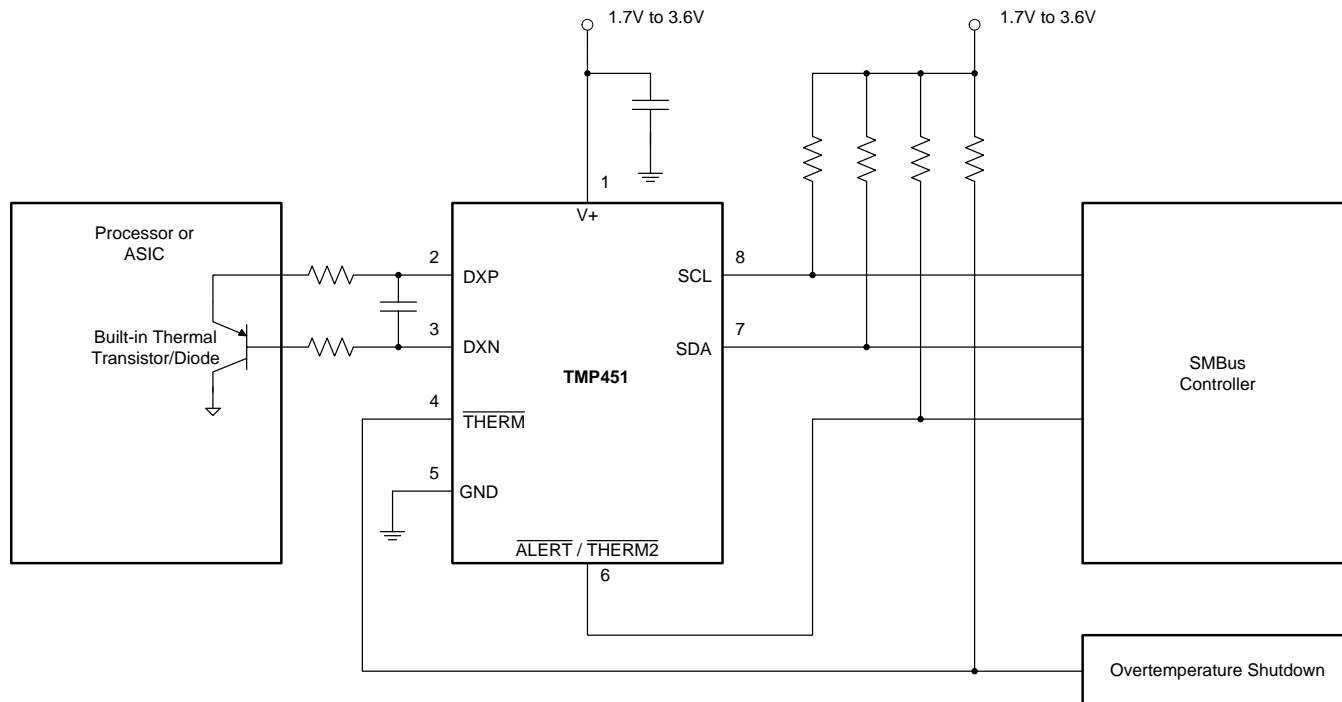 1.7V to 3.6V
1.7V to 3.6V
1
V+
Processor or
ASIC
Built-in Thermal
Transistor/Diode
2
DXP
3
DXN
4
THERM
5
GND
TMP451
8
SCL
7
SDA
ALERT / THERM2
6
SMBus
Controller
Overtemperature Shutdown